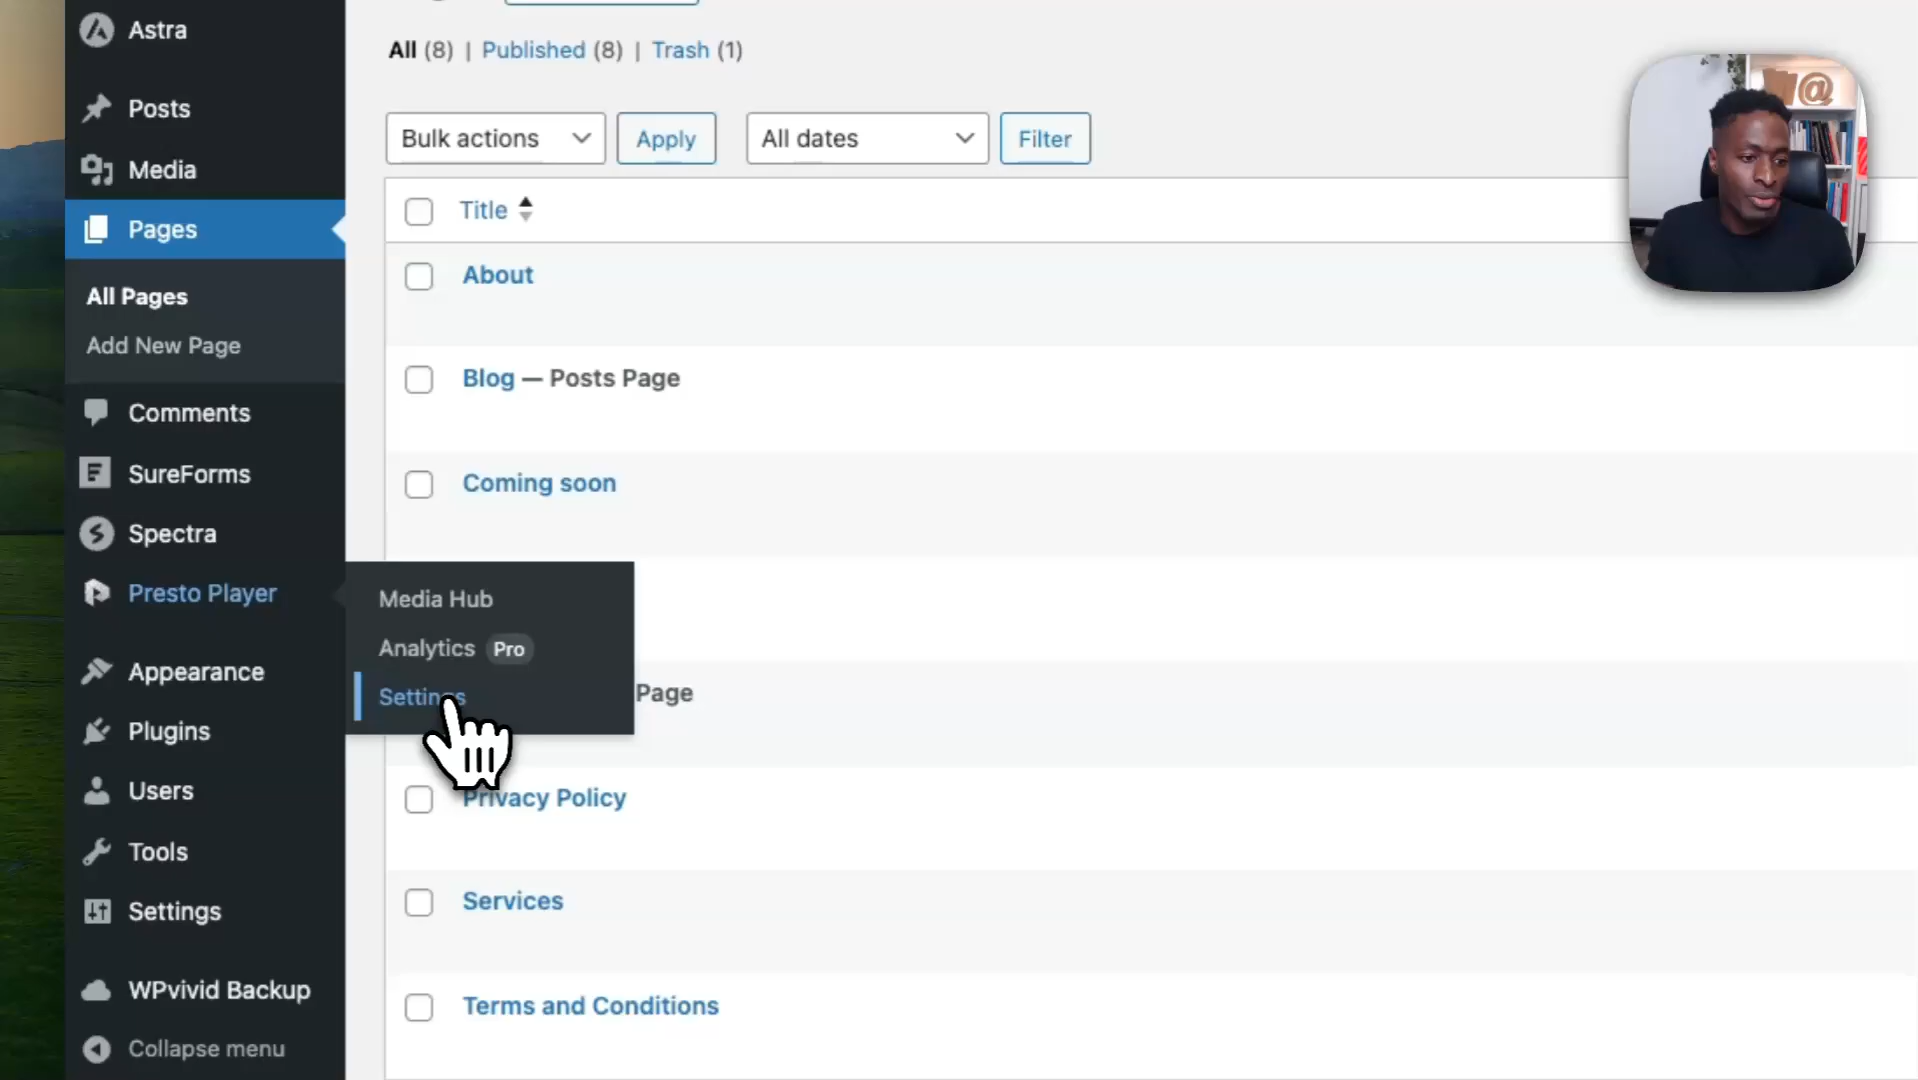 Astra
Posts
Media
Pages
All Pages
Add New Page
Comments
SureForms
Spectra
Presto Player
Appearance
Plugins
Users
Tools
Settings
WPvivid Backup
Collapse menu
Media Hub
Analytics Pro
Settings
All (8) | Published (8) | Trash (1)
Bulk actions
Apply
All dates
Filter
Title
About
Blog — Posts Page
Coming soon
Page
Privacy Policy
Services
Terms and Conditions
@